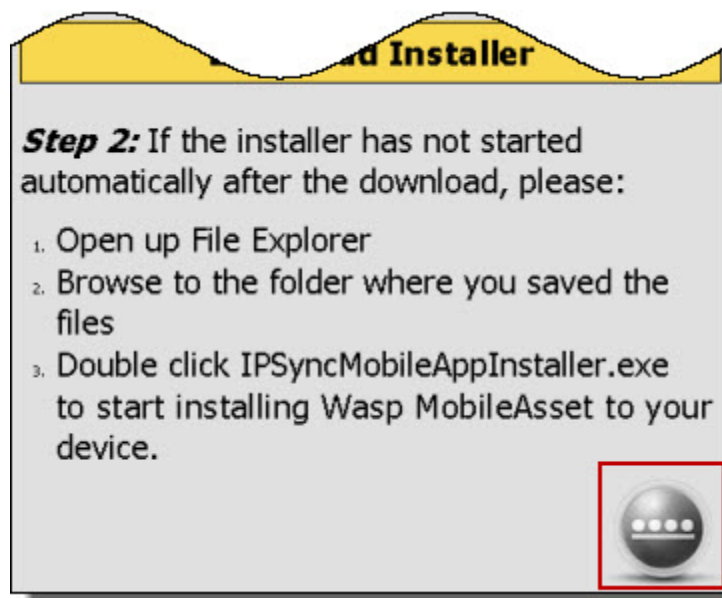 Installer
Step 2: If the installer has not started
automatically after the download, please:
1. Open up File Explorer
2. Browse to the folder where you saved the
files
3. Double click IPSyncMobileAppInstaller.exe
to start installing Wasp MobileAsset to your
device.